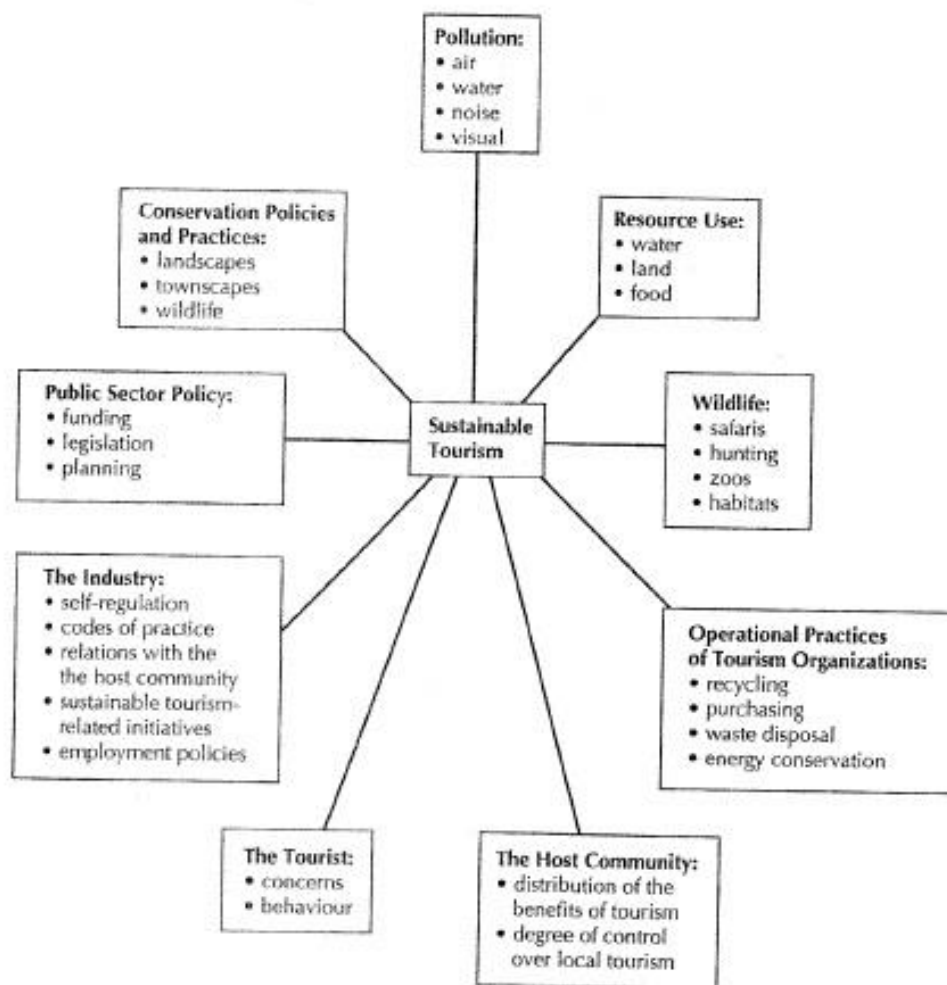 Pollution:
• air
• water
• noise
• visual
Conservation Policies
and Practices:
• landscapes
• townscapes
• wildlife
Resource Use:
• water
• land
• food
Public Sector Policy:
• funding
• legislation
• planning
Sustainable
Tourism
Wildlife:
• safaris
• hunting
• zoos
• habitats
The Industry:
• self-regulation
• codes of practice
• relations with the
the host community
• sustainable tourism-
related initiatives
• employment policies
Operational Practices
of Tourism Organizations:
• recycling
• purchasing
• waste disposal
• energy conservation
The Tourist:
• concerns
• behaviour
The Host Community:
• distribution of the
benefits of tourism
• degree of control
over local tourism